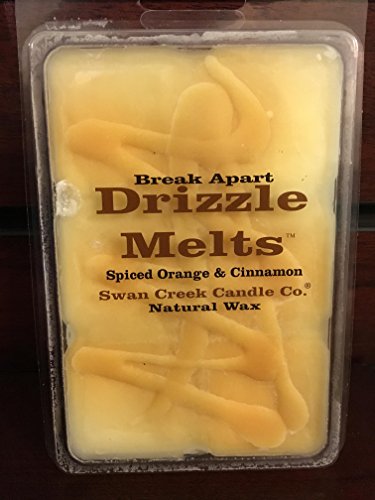 Break Apart
Drizzle
Melts™
Spiced Orange & Cinnamon
Swan Creek Candle Co.®
Natural Wax